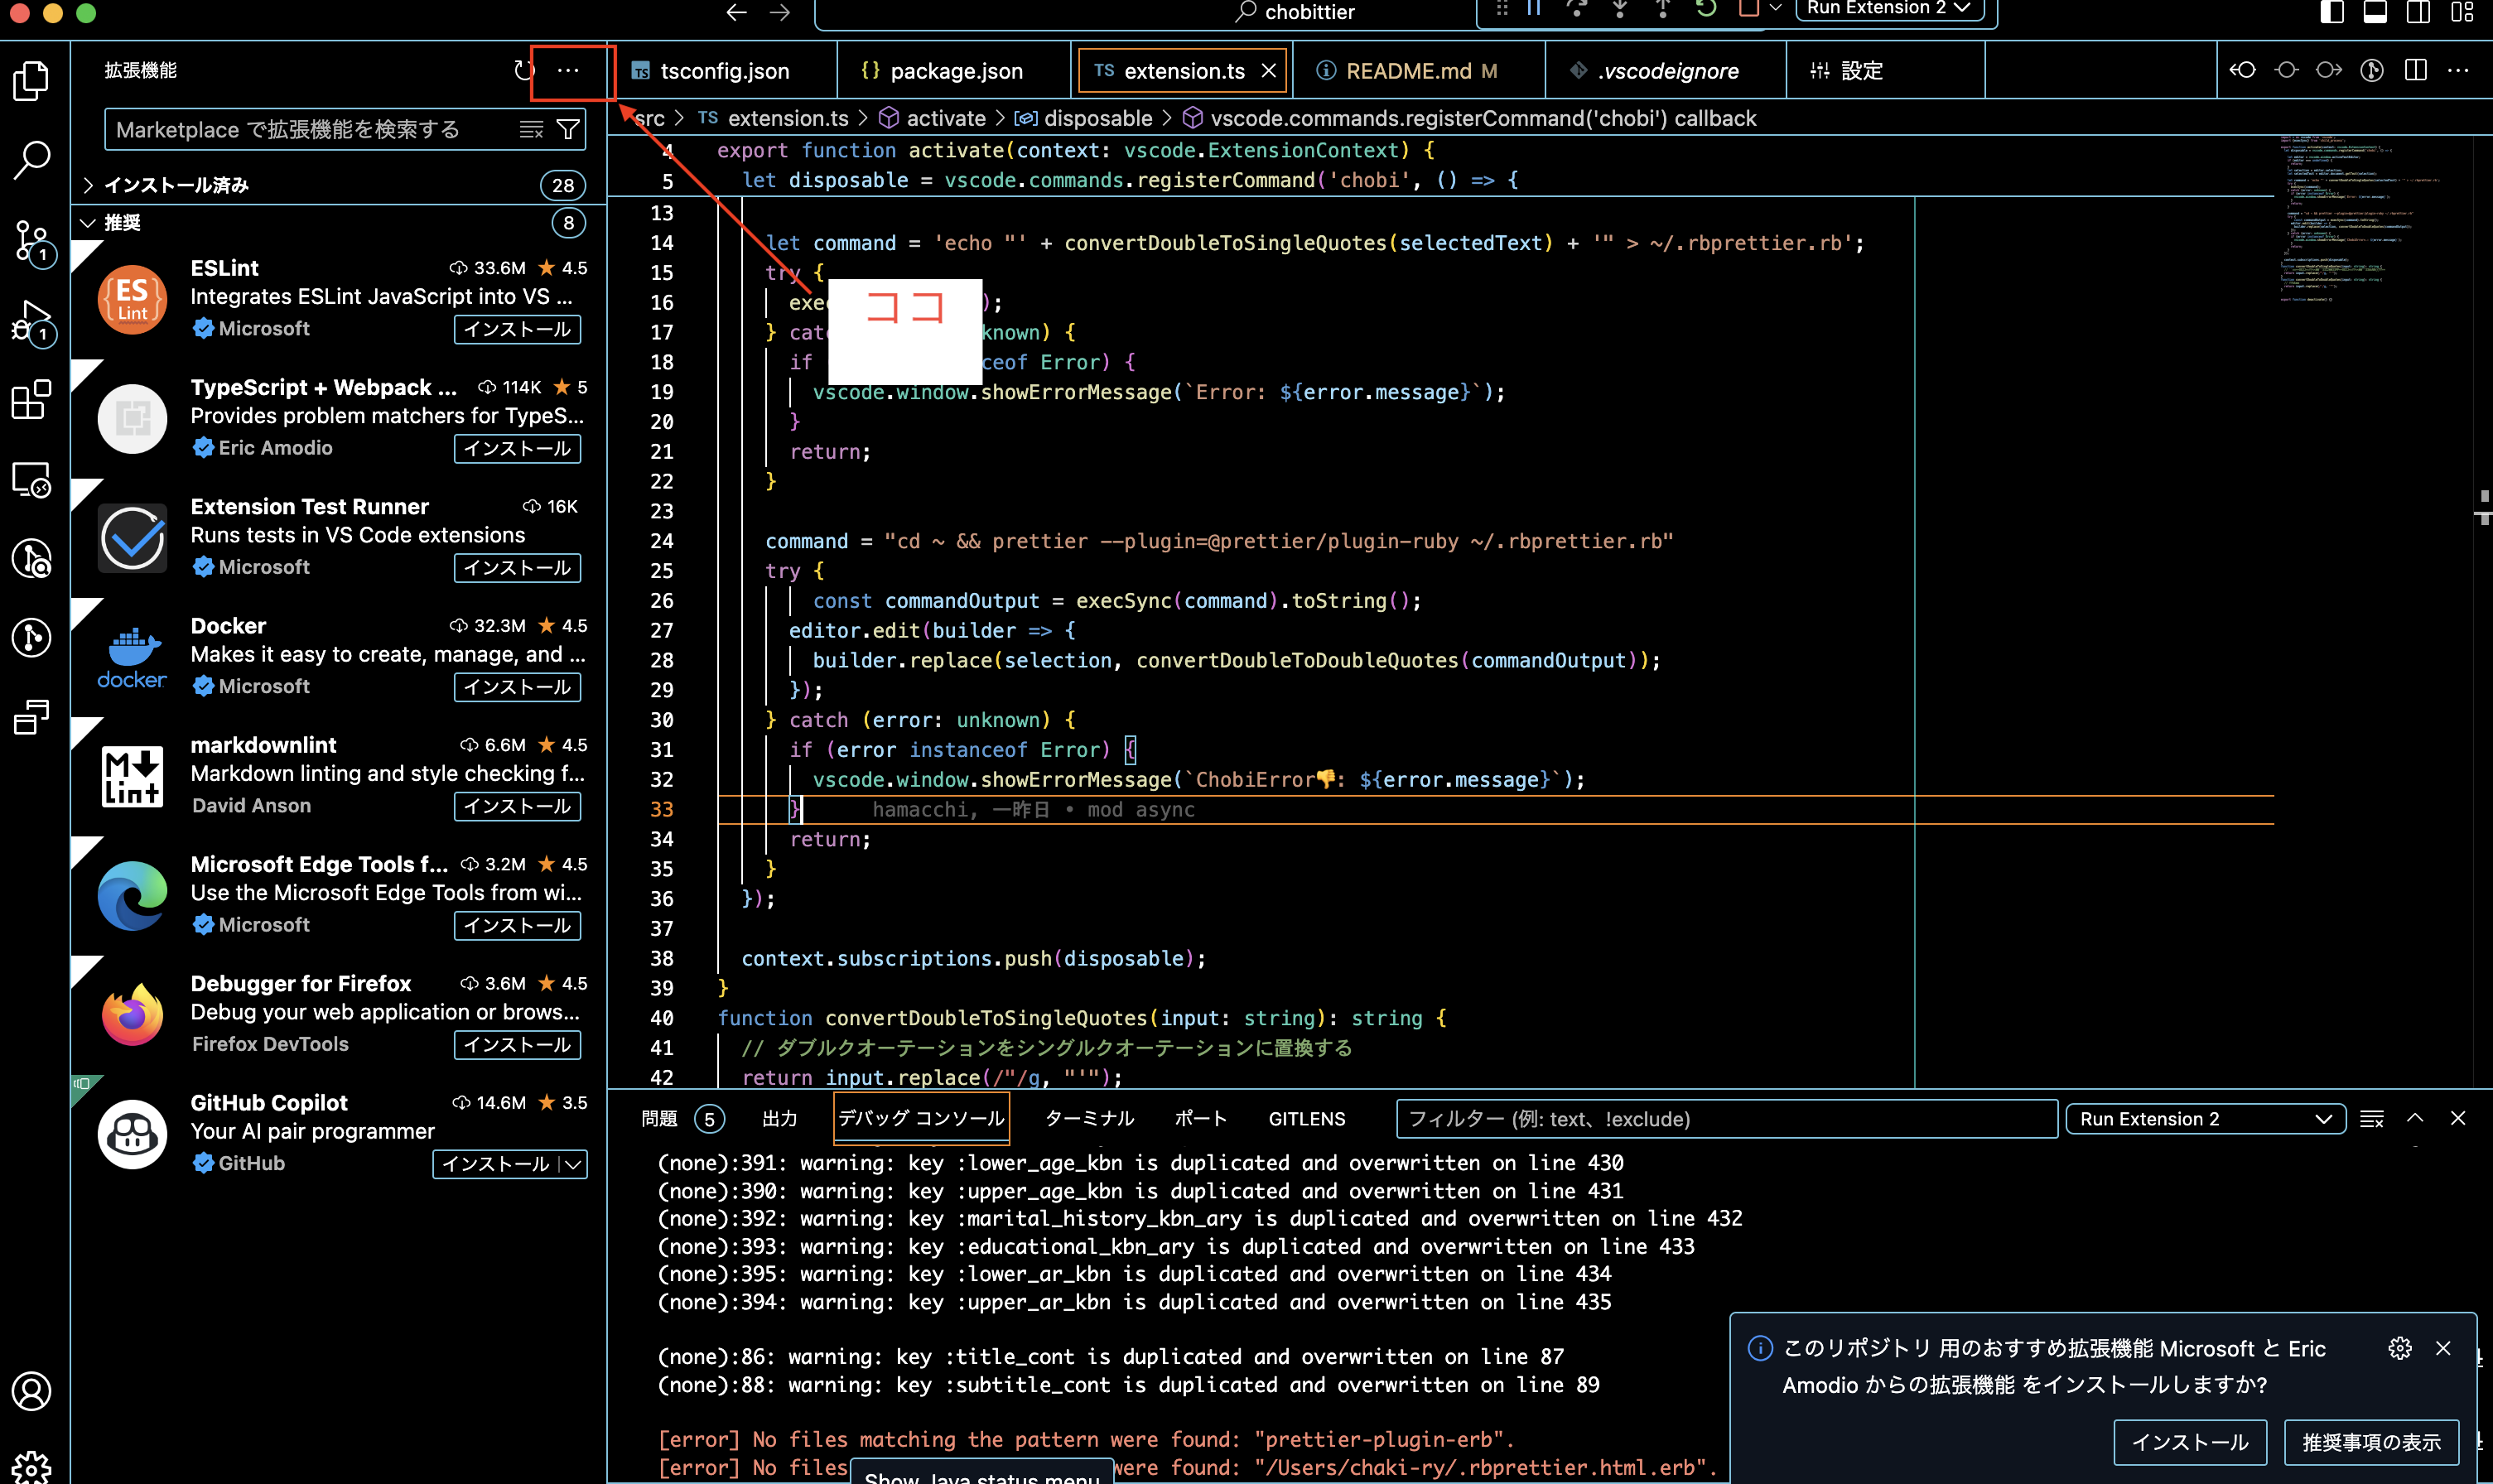 chobittier
Run Extension 2
拡張機能
...
tsconfig.json
{} package.json
TS extension.ts
README.md M
.vscodeignore
設定
Marketplace で拡張機能を検索する
src > TS extension.ts > activate > disposable > vscode.commands.registerCommand('chobi') callback
インストール済み 28
推奨 8
1
1
ESLint 33.6M ★ 4.5
Integrates ESLint JavaScript into VS ...
Microsoft インストール
TypeScript + Webpack ... 114K ★ 5
Provides problem matchers for TypeS...
Eric Amodio インストール
Extension Test Runner 16K
Runs tests in VS Code extensions
Microsoft インストール
Docker 32.3M ★ 4.5
Makes it easy to create, manage, and ...
docker
Microsoft インストール
markdownlint 6.6M ★ 4.5
Markdown linting and style checking f...
David Anson インストール
Microsoft Edge Tools f... 3.2M ★ 4.5
Use the Microsoft Edge Tools from wi...
Microsoft インストール
Debugger for Firefox 3.6M ★ 4.5
Debug your web application or brows...
Firefox DevTools インストール
GitHub Copilot 14.6M ★ 3.5
Your AI pair programmer
GitHub インストール
4 export function activate(context: vscode.ExtensionContext) {
5 let disposable = vscode.commands.registerCommand('chobi', () => {
13
14 let command = 'echo "' + convertDoubleToSingleQuotes(selectedText) + '" > ~/.rbprettier.rb';
15 try {
16 exec );
ココ
17 } cat known) {
18 if ceof Error) {
19 vscode.window.showErrorMessage(`Error: ${error.message}`);
20 }
21 return;
22 }
23
24 command = "cd ~ && prettier --plugin=@prettier/plugin-ruby ~/.rbprettier.rb"
25 try {
26 const commandOutput = execSync(command).toString();
27 editor.edit(builder => {
28 builder.replace(selection, convertDoubleToDoubleQuotes(commandOutput));
29 });
30 } catch (error: unknown) {
31 if (error instanceof Error) {
32 vscode.window.showErrorMessage(`ChobiError👎: ${error.message}`);
33 } hamacchi, 一昨日 • mod async
34 return;
35 }
36 });
37
38 context.subscriptions.push(disposable);
39 }
40 function convertDoubleToSingleQuotes(input: string): string {
41 // ダブルクオーテーションをシングルクオーテーションに置換する
42 return input.replace(/"/g, "'");
問題 5 出力 デバッグ コンソール ターミナル ポート GITLENS フィルター (例: text、!exclude) Run Extension 2
(none):391: warning: key :lower_age_kbn is duplicated and overwritten on line 430
(none):390: warning: key :upper_age_kbn is duplicated and overwritten on line 431
(none):392: warning: key :marital_history_kbn_ary is duplicated and overwritten on line 432
(none):393: warning: key :educational_kbn_ary is duplicated and overwritten on line 433
(none):395: warning: key :lower_ar_kbn is duplicated and overwritten on line 434
(none):394: warning: key :upper_ar_kbn is duplicated and overwritten on line 435
(none):86: warning: key :title_cont is duplicated and overwritten on line 87
(none):88: warning: key :subtitle_cont is duplicated and overwritten on line 89
[error] No files matching the pattern were found: "prettier-plugin-erb".
[error] No files were found: "/Users/chaki-ry/.rbprettier.html.erb".
Show Java status menu
このリポジトリ 用のおすすめ拡張機能 Microsoft と Eric
Amodio からの拡張機能 をインストールしますか?
インストール 推奨事項の表示